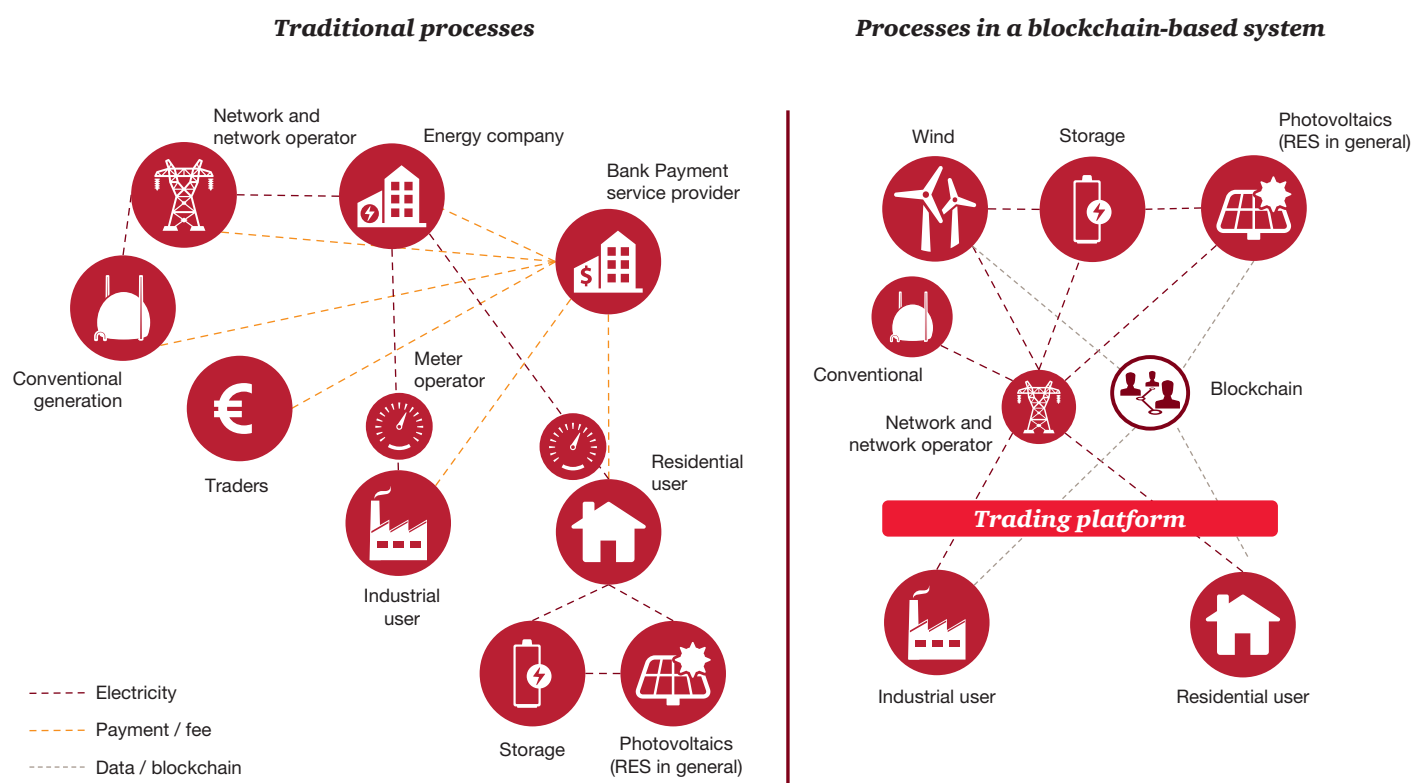 Traditional processes
Network and
network operator
Energy company
Bank Payment
service provider
$
Conventional
generation
€
Traders
Meter
operator
Residential
user
Industrial
user
Storage
Photovoltaics
(RES in general)
Electricity
Payment / fee
Data / blockchain
Processes in a blockchain-based system
Wind
Storage
Photovoltaics
(RES in general)
Conventional
Network and
network operator
Blockchain
Trading platform
Industrial user
Residential user